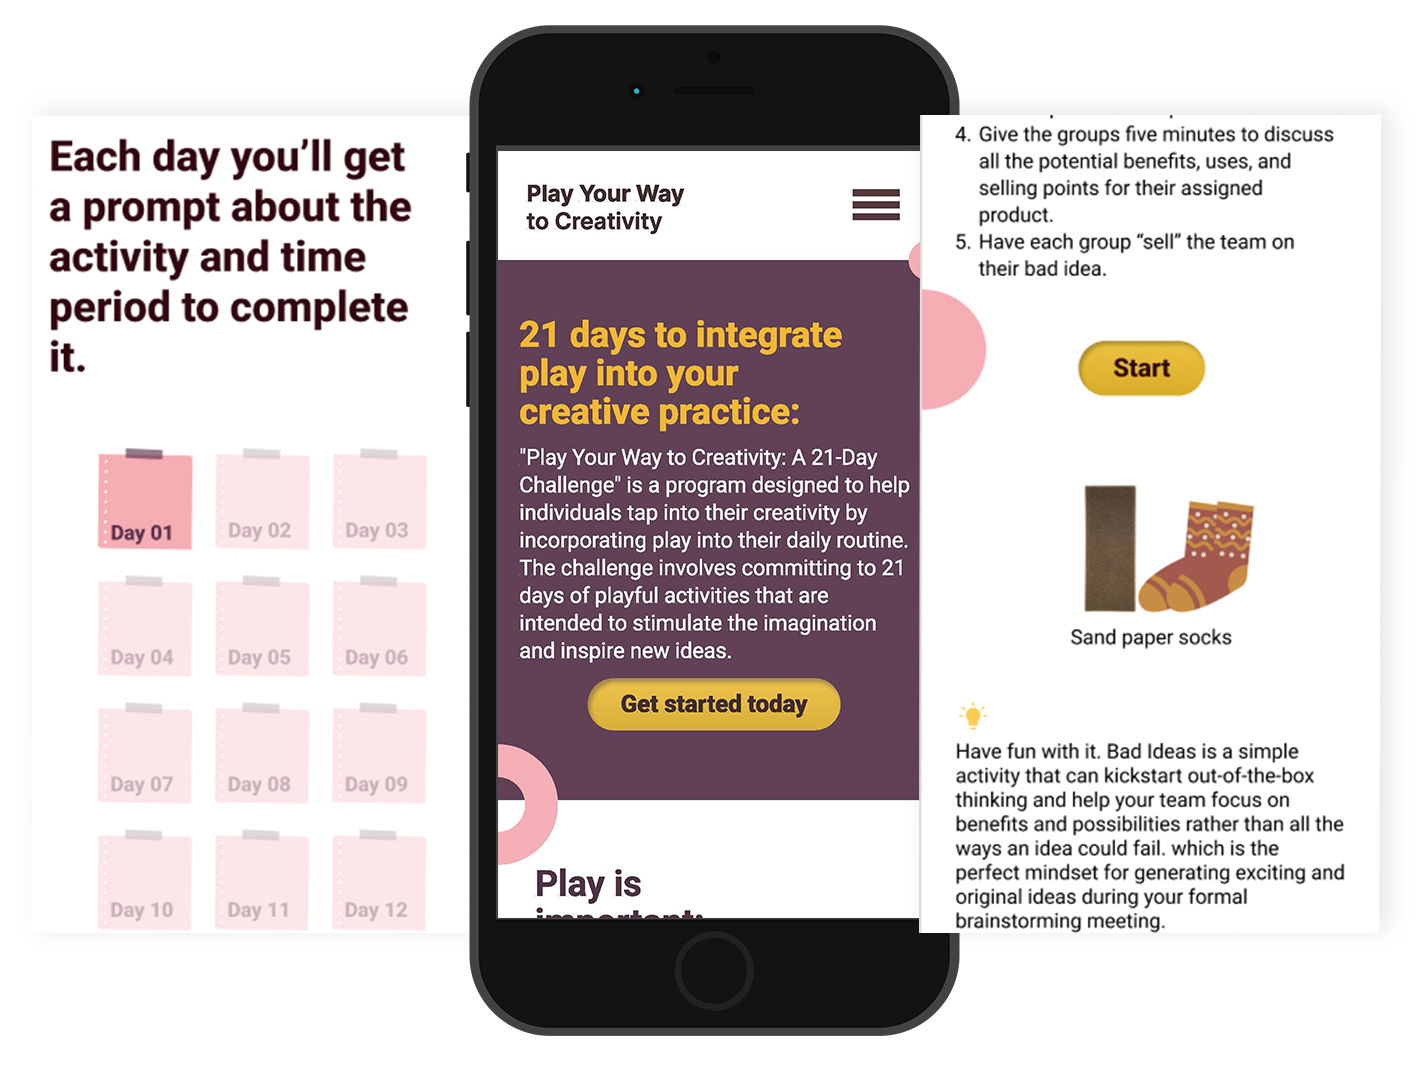 Each day you’ll get
a prompt about the
activity and time
period to complete
it.
Day 01
Day 02
Day 03
Day 04
Day 05
Day 06
Day 07
Day 08
Day 09
Day 10
Day 11
Day 12
Play Your Way
to Creativity
21 days to integrate
play into your
creative practice:
"Play Your Way to Creativity: A 21-Day
Challenge" is a program designed to help
individuals tap into their creativity by
incorporating play into their daily routine.
The challenge involves committing to 21
days of playful activities that are
intended to stimulate the imagination
and inspire new ideas.
Get started today
Play is
important:
4. Give the groups five minutes to discuss
all the potential benefits, uses, and
selling points for their assigned
product.
5. Have each group “sell” the team on
their bad idea.
Start
Sand paper socks
Have fun with it. Bad Ideas is a simple
activity that can kickstart out-of-the-box
thinking and help your team focus on
benefits and possibilities rather than all the
ways an idea could fail. which is the
perfect mindset for generating exciting and
original ideas during your formal
brainstorming meeting.